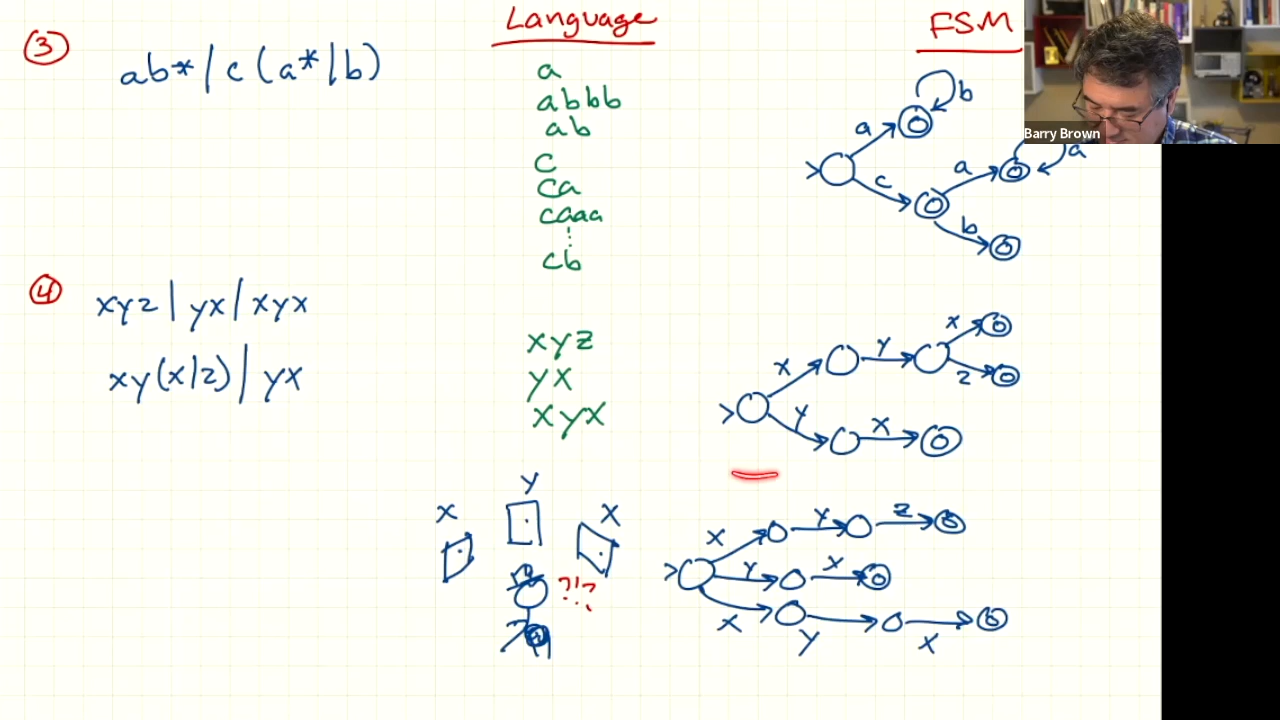 Language
FSM
Barry Brown
③
ab*|c(a*|b)
a
abbb
ab
c
ca
caaa
⋮
cb
b
a
c
a
a
b
④
xyz|yx|xyx
xy(x|z)|yx
xyz
yx
xyx
x
y
x
z
y
x
x
y
x
?!?
x
y
z
y
x
x
y
x